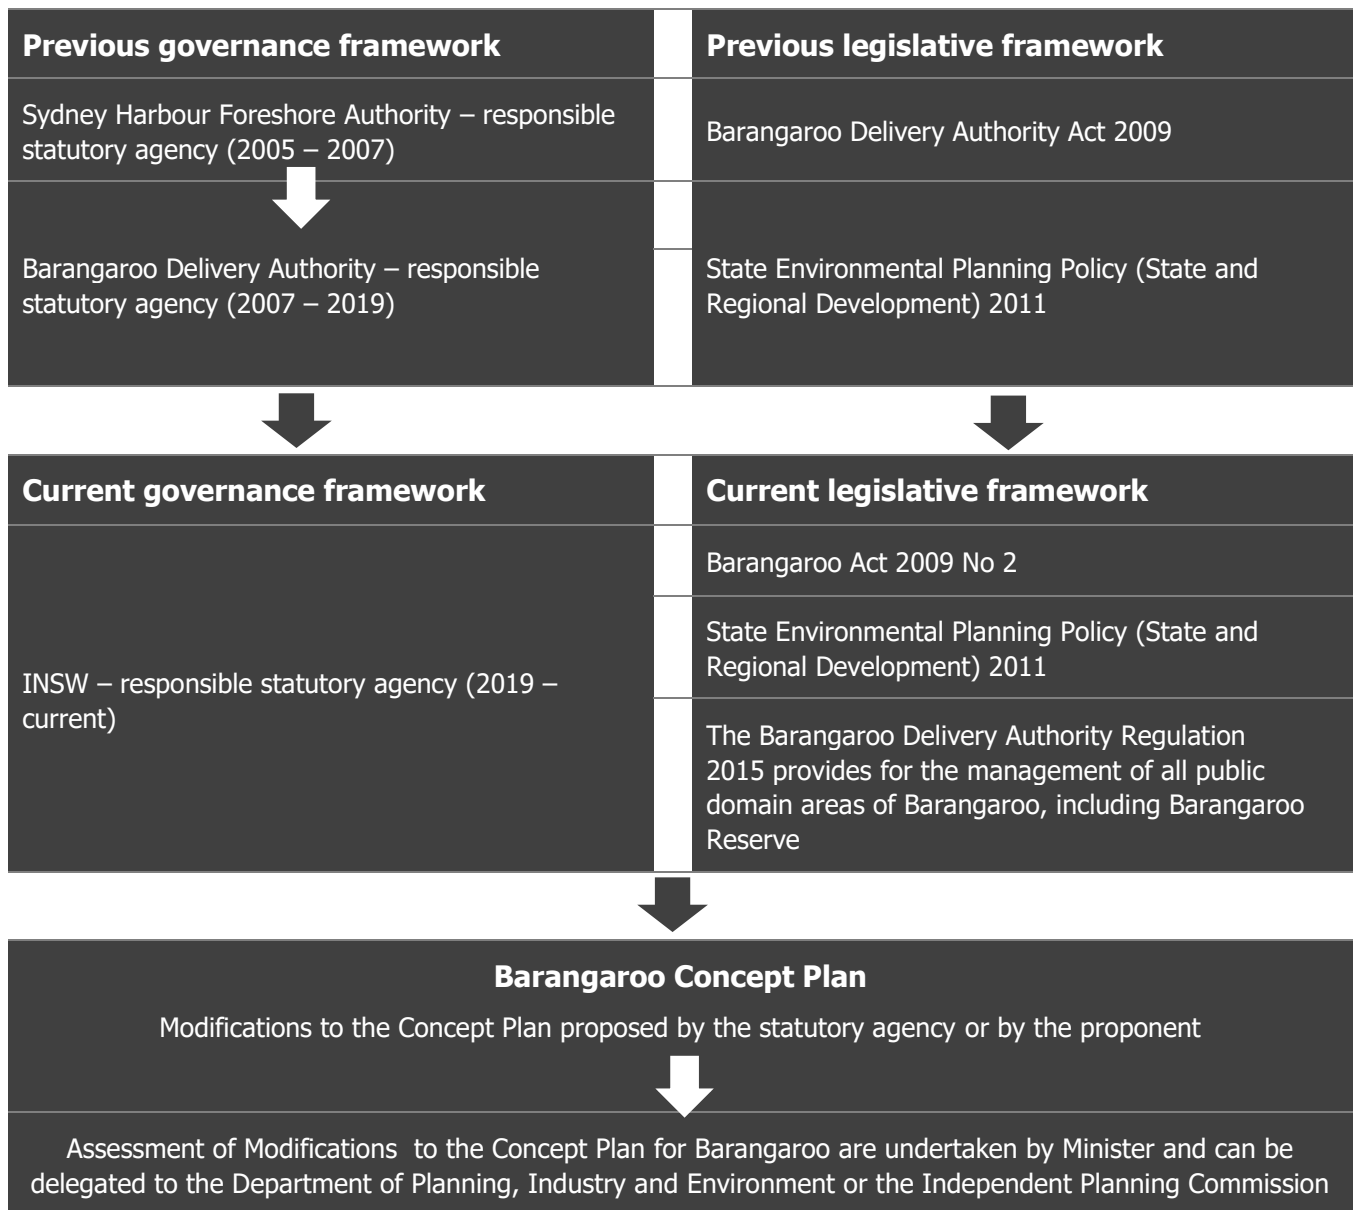 Previous governance framework
Previous legislative framework
Sydney Harbour Foreshore Authority – responsible
statutory agency (2005 – 2007)
Barangaroo Delivery Authority Act 2009
Barangaroo Delivery Authority – responsible
statutory agency (2007 – 2019)
State Environmental Planning Policy (State and
Regional Development) 2011
Current governance framework
Current legislative framework
INSW – responsible statutory agency (2019 –
current)
Barangaroo Act 2009 No 2
State Environmental Planning Policy (State and
Regional Development) 2011
The Barangaroo Delivery Authority Regulation
2015 provides for the management of all public
domain areas of Barangaroo, including Barangaroo
Reserve
Barangaroo Concept Plan
Modifications to the Concept Plan proposed by the statutory agency or by the proponent
Assessment of Modifications  to the Concept Plan for Barangaroo are undertaken by Minister and can be
delegated to the Department of Planning, Industry and Environment or the Independent Planning Commission